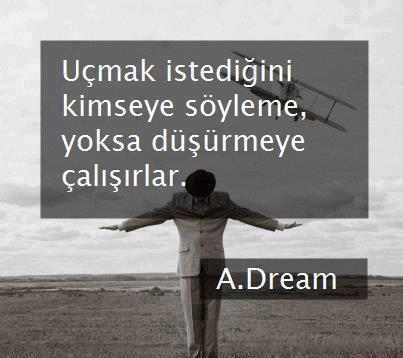 Uçmak istediğini
kimseye söyleme,
yoksa düşürmeye
çalışırlar.
A.Dream